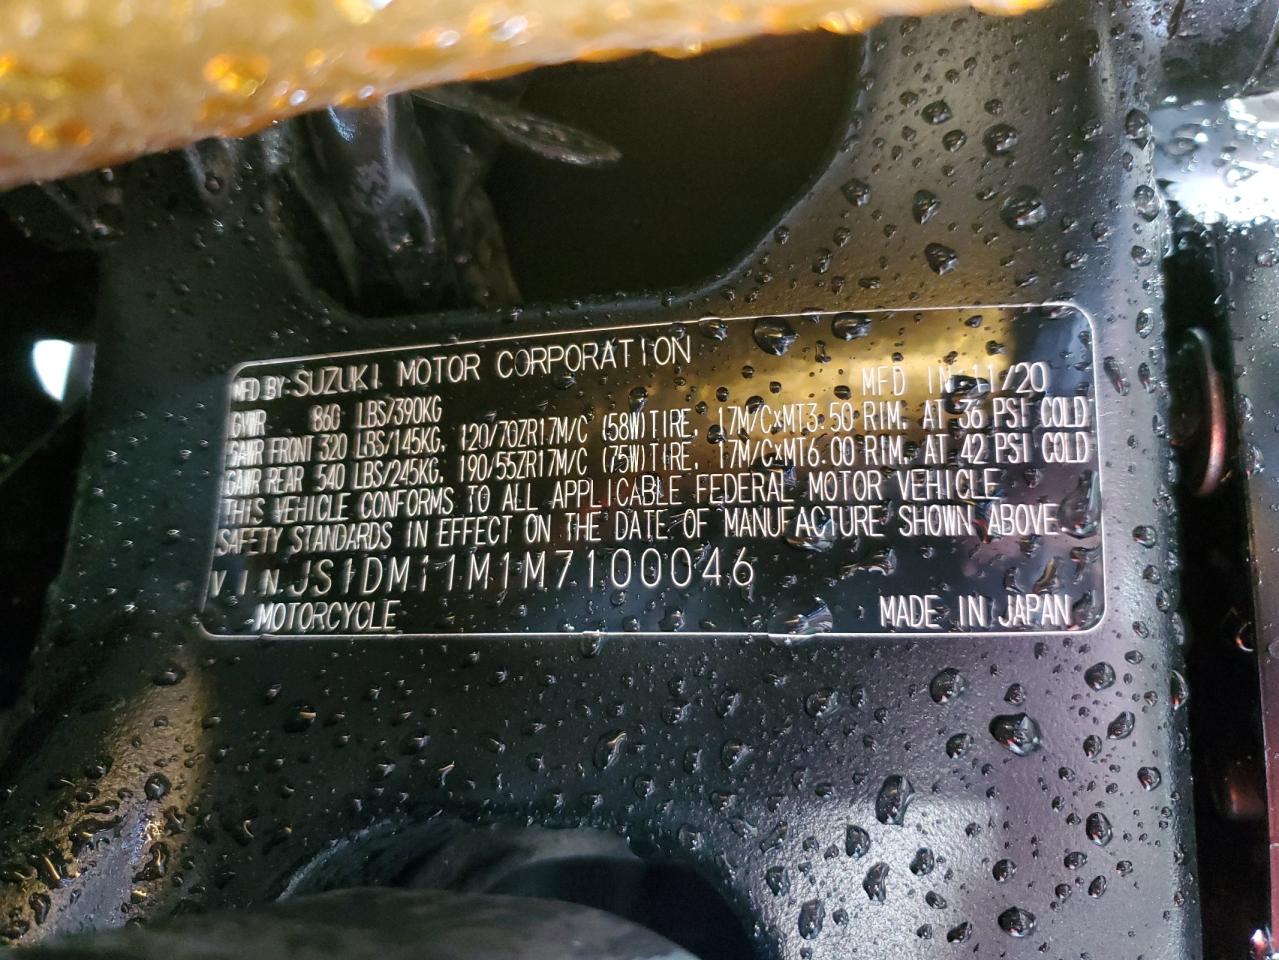 MFD BY: SUZUKI MOTOR CORPORATION
MFD IN 11/20
GVWR 860 LBS/390KG
GAWR FRONT 320 LBS/145KG, 120/70ZR17M/C (58W)TIRE, 17M/C×MT3.50 RIM, AT 36 PSI COLD
GAWR REAR 540 LBS/245KG, 190/55ZR17M/C (75W)TIRE, 17M/C×MT6.00 RIM, AT 42 PSI COLD
THIS VEHICLE CONFORMS TO ALL APPLICABLE FEDERAL MOTOR VEHICLE
SAFETY STANDARDS IN EFFECT ON THE DATE OF MANUFACTURE SHOWN ABOVE
V.I.N. JS1DM11M1M7100046
MOTORCYCLE MADE IN JAPAN